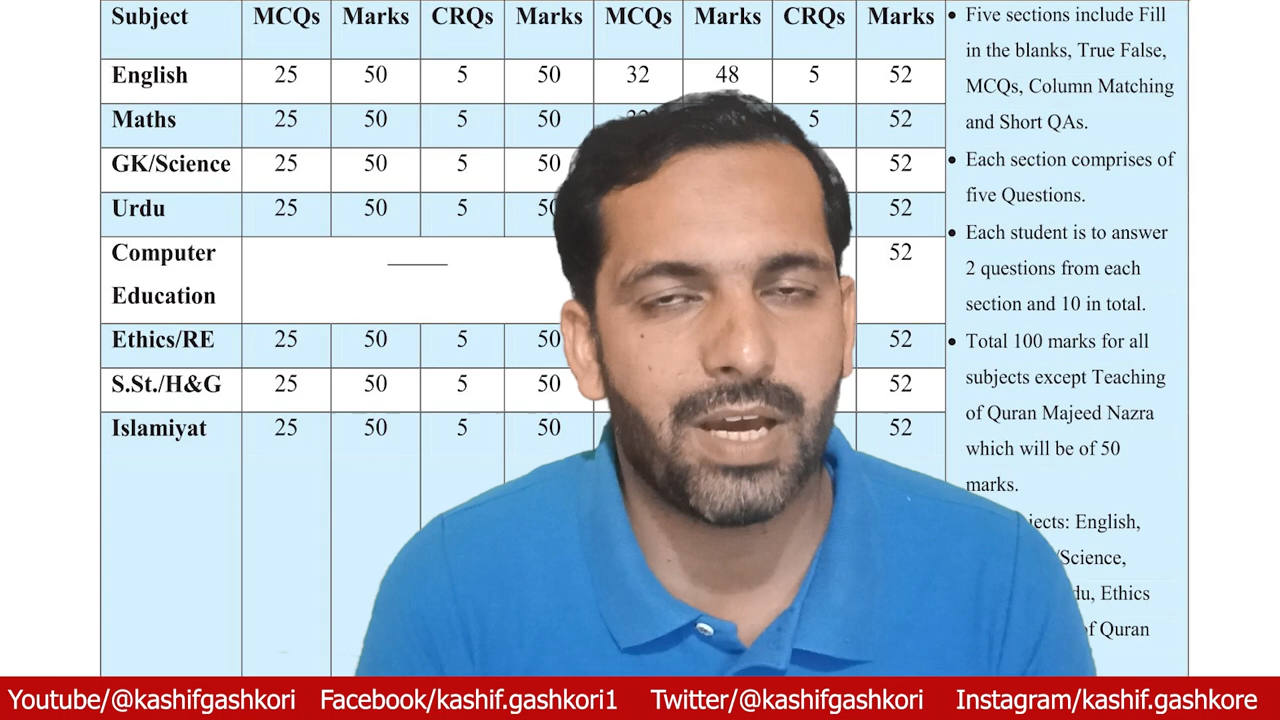 Subject MCQs Marks CRQs Marks MCQs Marks CRQs Marks
English 25 50 5 50 32 48 5 52
Maths 25 50 5 50 5 52
GK/Science 25 50 5 50 52
Urdu 25 50 5 50 52
Computer Education 52
Ethics/RE 25 50 5 50 52
S.St./H&G 25 50 5 50 52
Islamiyat 25 50 5 50 52
• Five sections include Fill
in the blanks, True False,
MCQs, Column Matching
and Short QAs.
• Each section comprises of
five Questions.
• Each student is to answer
2 questions from each
section and 10 in total.
• Total 100 marks for all
subjects except Teaching
of Quran Majeed Nazra
which will be of 50
marks.
English,
/Science,
Ethics
of Quran
Youtube/@kashifgashkori Facebook/kashif.gashkori1 Twitter/@kashifgashkori Instagram/kashif.gashkore